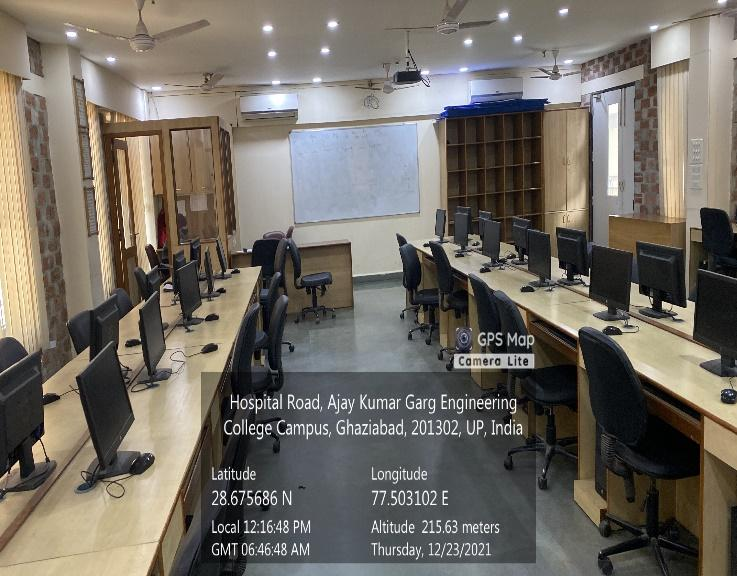 GPS Map
Camera Lite
Hospital Road, Ajay Kumar Garg Engineering
College Campus, Ghaziabad, 201302, UP, India
Latitude
Longitude
28.675686 N
77.503102 E
Local 12:16:48 PM
Altitude 215.63 meters
GMT 06:46:48 AM
Thursday, 12/23/2021